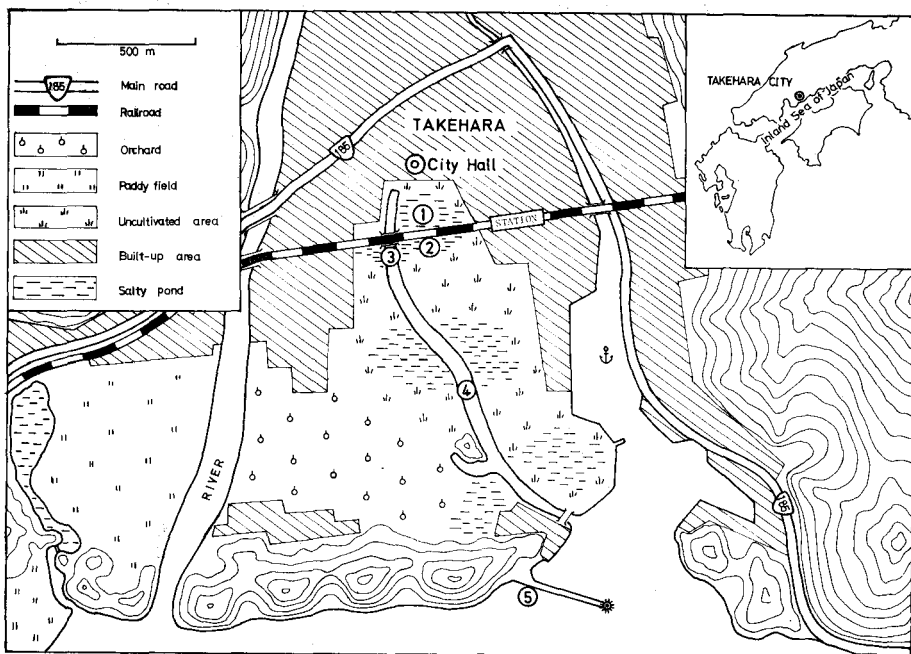 500 m
185
Main road
Railroad
Orchard
Paddy field
Uncultivated area
Built-up area
Salty pond
TAKEHARA CITY
Inland Sea of Japan
185
TAKEHARA
City Hall
1
STATION
2
3
4
RIVER
185
5